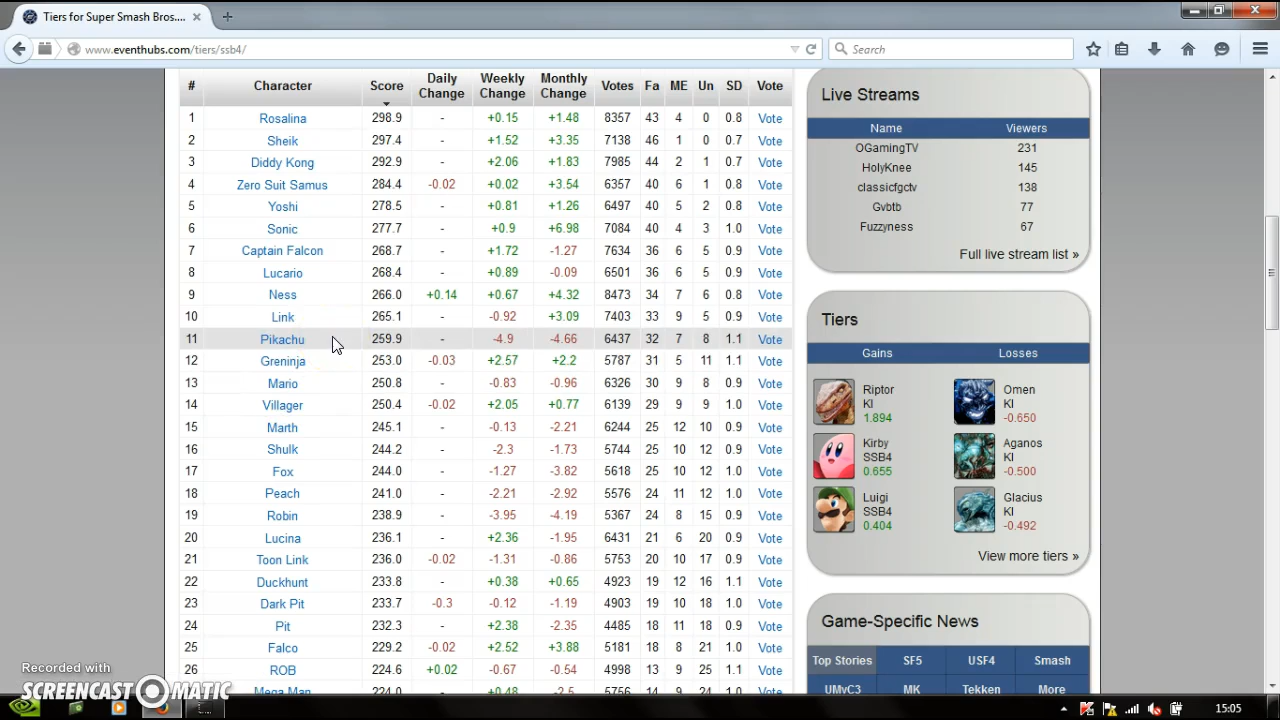 Tiers for Super Smash Bros....
www.eventhubs.com/tiers/ssb4/
Search
# Character Score Daily Change Weekly Change Monthly Change Votes Fa ME Un SD Vote
1 Rosalina 298.9 - +0.15 +1.48 8357 43 4 0 0.8 Vote
2 Sheik 297.4 - +1.52 +3.35 7138 46 1 0 0.7 Vote
3 Diddy Kong 292.9 - +2.06 +1.83 7985 44 2 1 0.7 Vote
4 Zero Suit Samus 284.4 -0.02 +0.02 +3.54 6357 40 6 1 0.8 Vote
5 Yoshi 278.5 - +0.81 +1.26 6497 40 5 2 0.8 Vote
6 Sonic 277.7 - +0.9 +6.98 7084 40 4 3 1.0 Vote
7 Captain Falcon 268.7 - +1.72 -1.27 7634 36 6 5 0.9 Vote
8 Lucario 268.4 - +0.89 -0.09 6501 36 6 5 0.9 Vote
9 Ness 266.0 +0.14 +0.67 +4.32 8473 34 7 6 0.8 Vote
10 Link 265.1 - -0.92 +3.09 7403 33 9 5 0.9 Vote
11 Pikachu 259.9 - -4.9 -4.66 6437 32 7 8 1.1 Vote
12 Greninja 253.0 -0.03 +2.57 +2.2 5787 31 5 11 1.1 Vote
13 Mario 250.8 - -0.83 -0.96 6326 30 9 8 0.9 Vote
14 Villager 250.4 -0.02 +2.05 +0.77 6139 29 9 9 1.0 Vote
15 Marth 245.1 - -0.13 -2.21 6244 25 12 10 0.9 Vote
16 Shulk 244.2 - -2.3 -1.73 5744 25 10 12 0.9 Vote
17 Fox 244.0 - -1.27 -3.82 5618 25 10 12 1.0 Vote
18 Peach 241.0 - -2.21 -2.92 5576 24 11 12 1.0 Vote
19 Robin 238.9 - -3.95 -4.19 5367 24 8 15 0.9 Vote
20 Lucina 236.1 - +2.36 -1.95 6431 21 6 20 0.9 Vote
21 Toon Link 236.0 -0.02 -1.31 -0.86 5753 20 10 17 0.9 Vote
22 Duckhunt 233.8 - +0.38 +0.65 4923 19 12 16 1.1 Vote
23 Dark Pit 233.7 -0.3 -0.12 -1.19 4903 19 10 18 1.0 Vote
24 Pit 232.3 - +2.38 -2.35 4485 18 11 18 0.9 Vote
25 Falco 229.2 -0.02 +2.52 +3.88 5181 18 8 21 0.9 Vote
26 ROB 224.6 +0.02 -0.67 -0.54 4998 13 9 25 1.1 Vote
Mega Man 224.0 - +0.48 -2.5 5756 14 9 24 1.0 Vote
Live Streams
Name Viewers
OGamingTV 231
HolyKnee 145
classicfgctv 138
Gvbtb 77
Fuzzyness 67
Full live stream list »
Tiers
Gains Losses
Riptor Omen
KI KI
1.894 -0.650
Kirby Aganos
SSB4 KI
0.655 -0.500
Luigi Glacius
SSB4 KI
0.404 -0.492
View more tiers »
Game-Specific News
Top Stories SF5 USF4 Smash
UMvC3 MK Tekken More
Recorded with
SCREENCAST MATIC
15:05